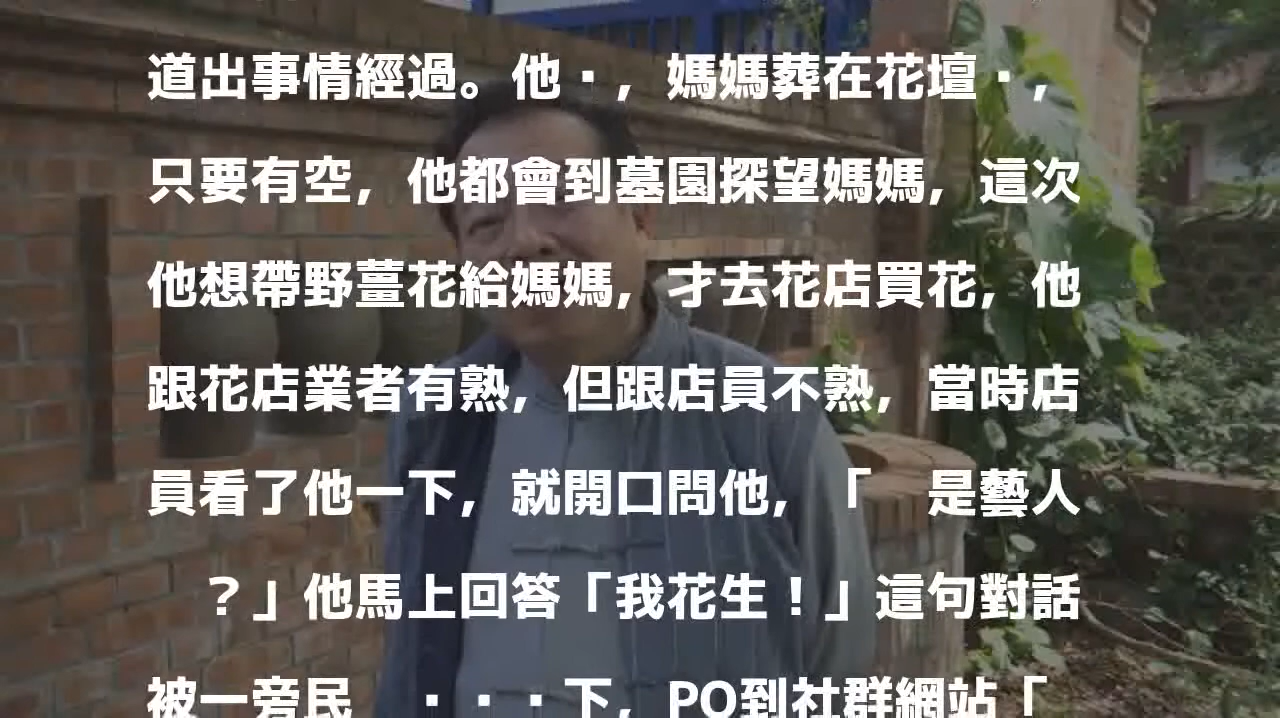 道出事情經過。他·，媽媽葬在花壇·，
只要有空，他都會到墓園探望媽媽，這次
他想帶野薑花給媽媽，才去花店買花，他
跟花店業者有熟，但跟店員不熟，當時店
員看了他一下，就開口問他，「　是藝人
　？」他馬上回答「我花生！」這句對話
被一旁民　···下，PO到社群網站「